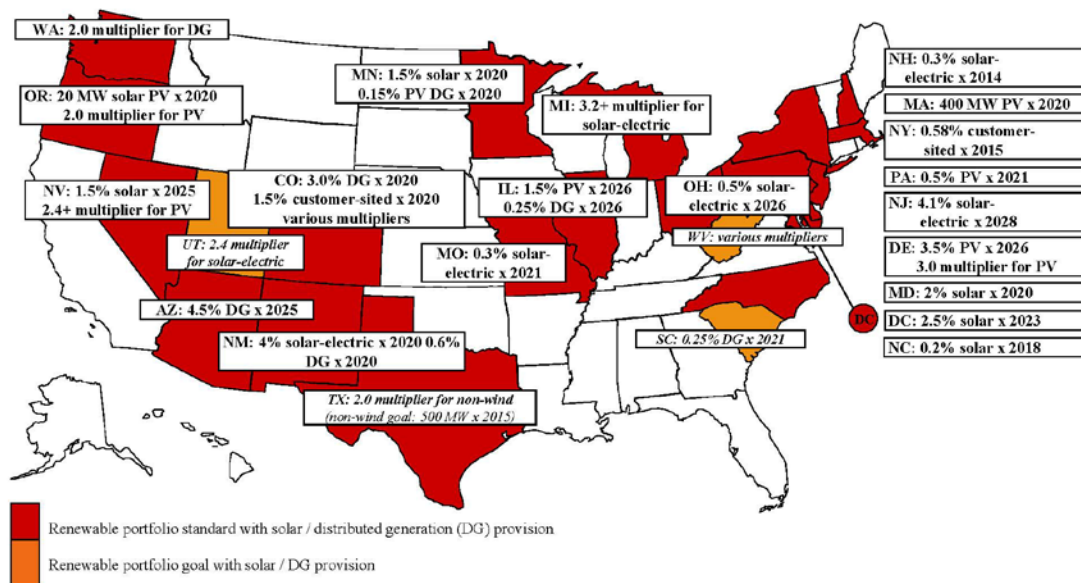 WA: 2.0 multiplier for DG
OR: 20 MW solar PV x 2020
2.0 multiplier for PV
NV: 1.5% solar x 2025
2.4+ multiplier for PV
UT: 2.4 multiplier
for solar-electric
AZ: 4.5% DG x 2025
CO: 3.0% DG x 2020
1.5% customer-sited x 2020
various multipliers
NM: 4% solar-electric x 2020 0.6%
DG x 2020
TX: 2.0 multiplier for non-wind
(non-wind goal: 500 MW x 2015)
MN: 1.5% solar x 2020
0.15% PV DG x 2020
MI: 3.2+ multiplier for
solar-electric
IL: 1.5% PV x 2026
0.25% DG x 2026
MO: 0.3% solar-
electric x 2021
OH: 0.5% solar-
electric x 2026
WV: various multipliers
SC: 0.25% DG x 2021
DC
NH: 0.3% solar-
electric x 2014
MA: 400 MW PV x 2020
NY: 0.58% customer-
sited x 2015
PA: 0.5% PV x 2021
NJ: 4.1% solar-
electric x 2028
DE: 3.5% PV x 2026
3.0 multiplier for PV
MD: 2% solar x 2020
DC: 2.5% solar x 2023
NC: 0.2% solar x 2018
Renewable portfolio standard with solar / distributed generation (DG) provision
Renewable portfolio goal with solar / DG provision